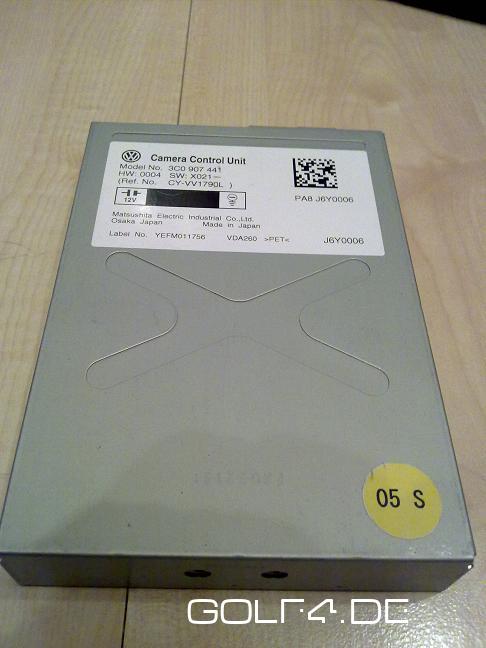 Camera Control Unit
Model No. 3C0 907 441
HW: 0004 SW: X021-
(Ref. No. CY-VV1790L )
12V
Matsushita Electric Industrial Co.,Ltd.
Osaka Japan Made in Japan
Label No. YEFM011756 VDA260 >PET<
PA8 J6Y0006
J6Y0006
05 S
GOLF4.DE